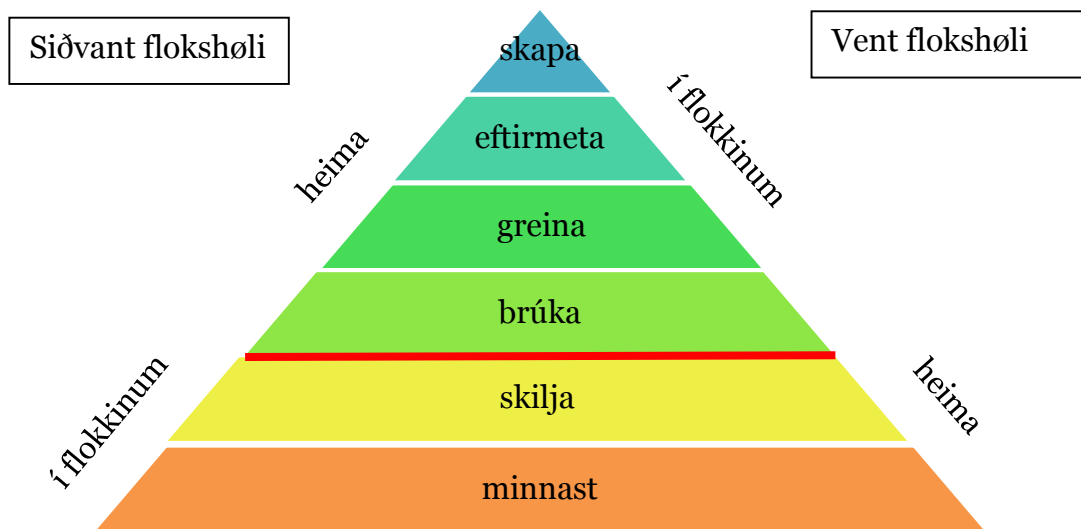 Siðvant flokshøli
Vent flokshøli
skapa
eftirmeta
greina
brúka
skilja
minnast
heima
í flokkinum
í flokkinum
heima